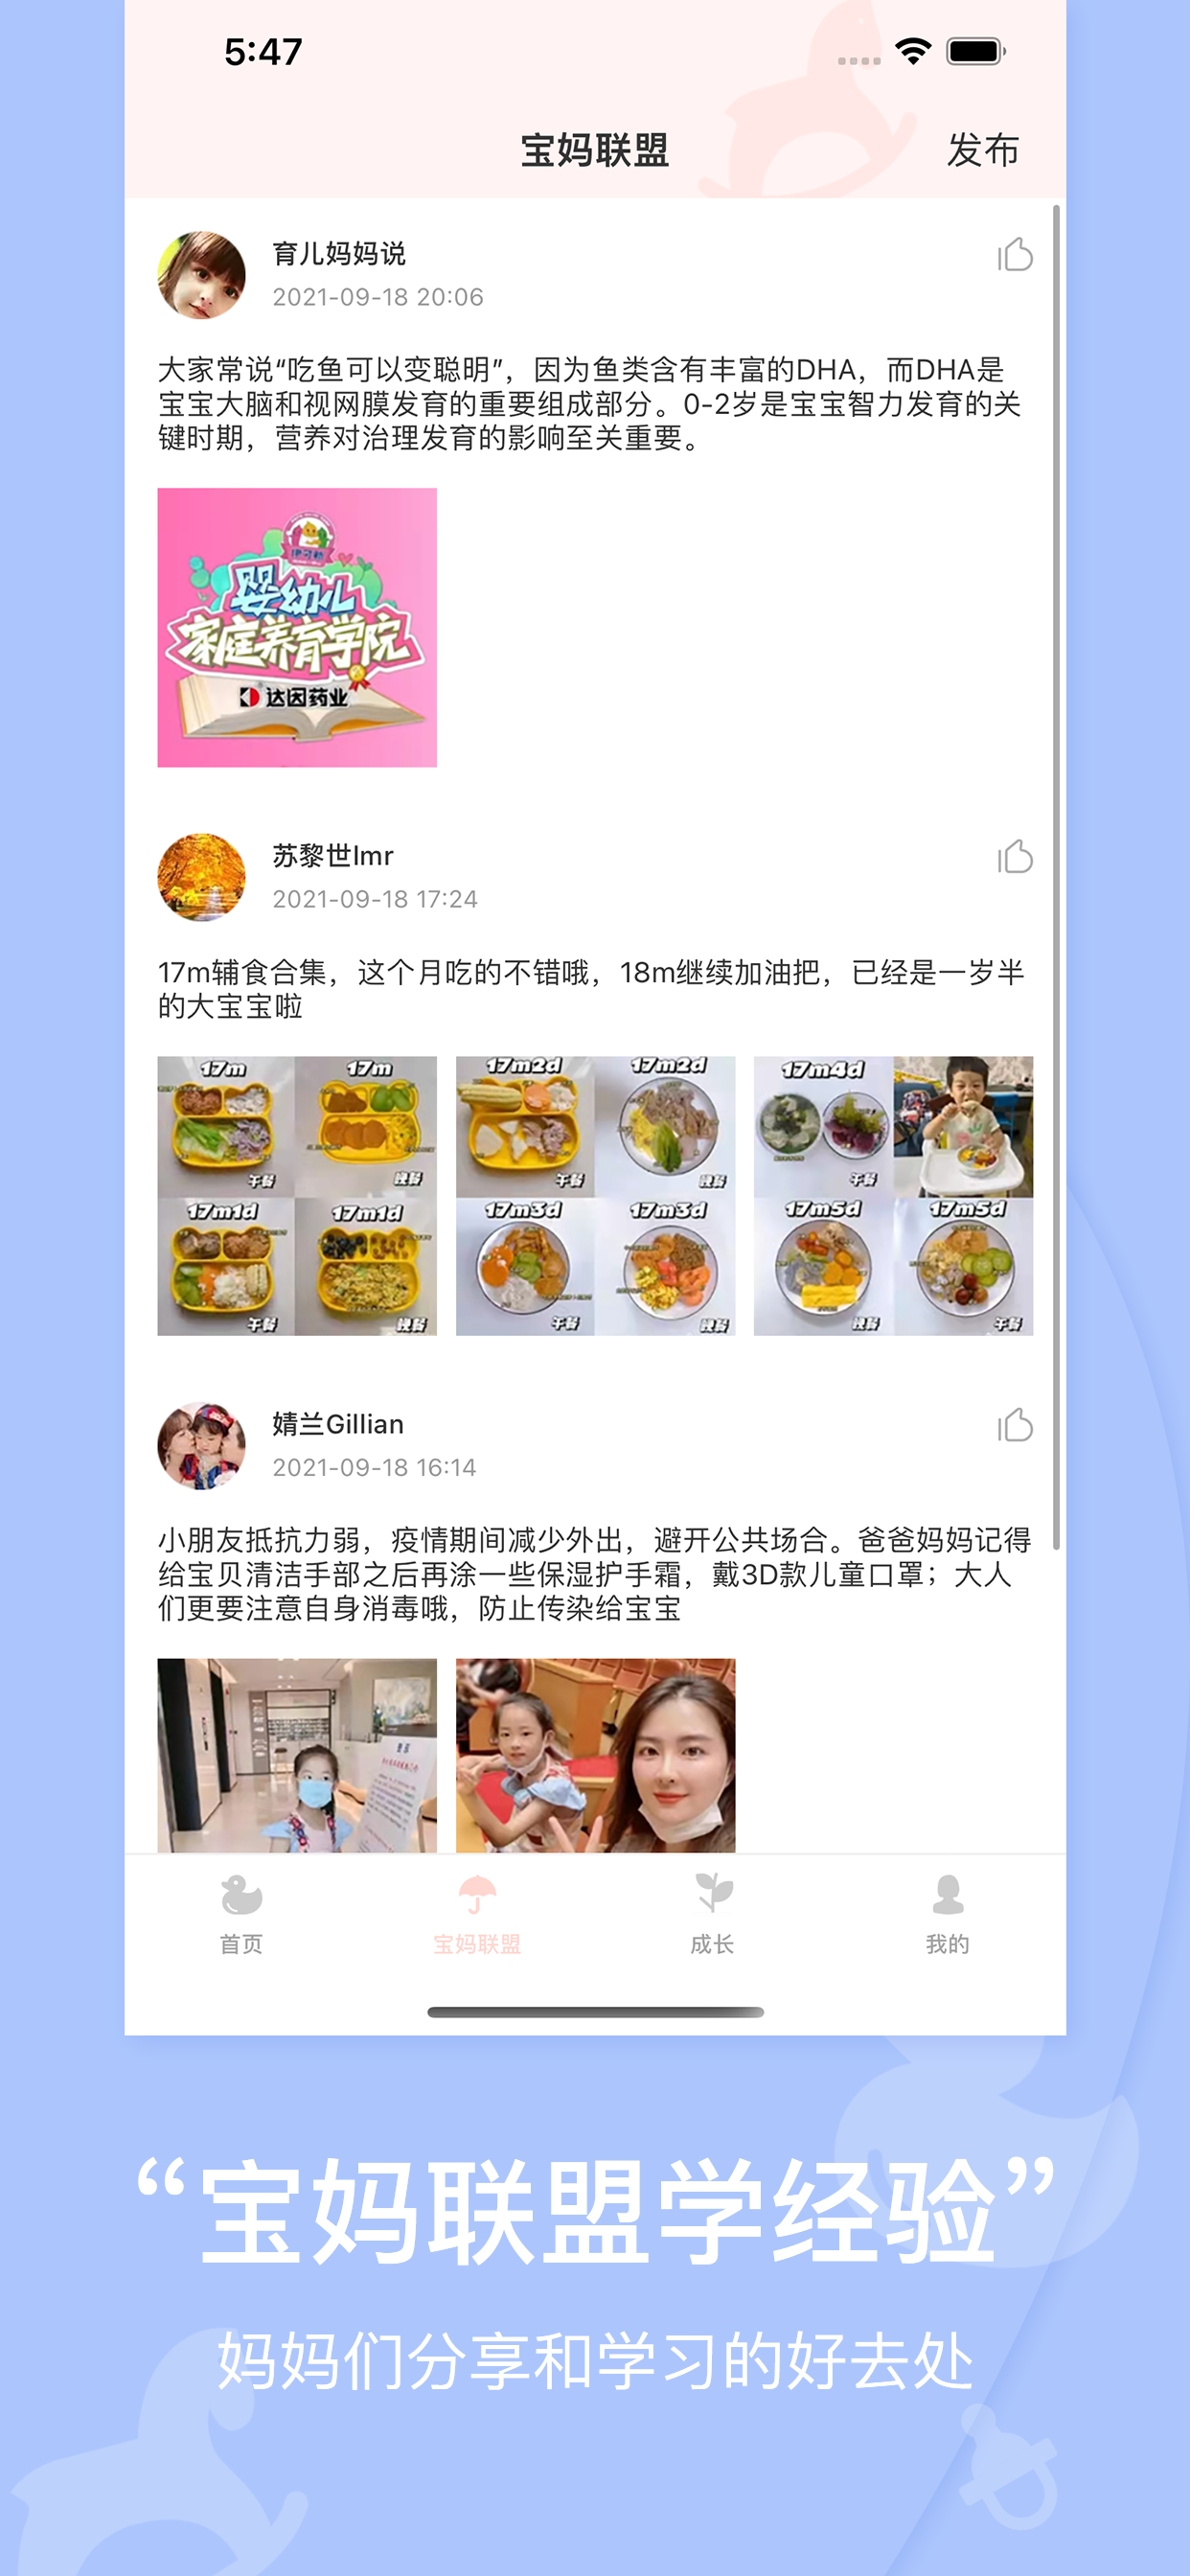 5:47
宝妈联盟
发布
育儿妈妈说
2021-09-18 20:06
大家常说“吃鱼可以变聪明”，因为鱼类含有丰富的DHA，而DHA是
宝宝大脑和视网膜发育的重要组成部分。0-2岁是宝宝智力发育的关
键时期，营养对治理发育的影响至关重要。
伊可新
婴幼儿
家庭养育学院
达因药业
苏黎世lmr
2021-09-18 17:24
17m辅食合集，这个月吃的不错哦，18m继续加油把，已经是一岁半
的大宝宝啦
17m
17m
17m2d
17m2d
17m4d
午餐
晚餐
午餐
晚餐
午餐
17m1d
17m1d
17m3d
17m3d
17m5d
17m5d
午餐
晚餐
午餐
晚餐
晚餐
午餐
婧兰Gillian
2021-09-18 16:14
小朋友抵抗力弱，疫情期间减少外出，避开公共场合。爸爸妈妈记得
给宝贝清洁手部之后再涂一些保湿护手霜，戴3D款儿童口罩；大人
们更要注意自身消毒哦，防止传染给宝宝
首页
宝妈联盟
成长
我的
“宝妈联盟学经验”
妈妈们分享和学习的好去处